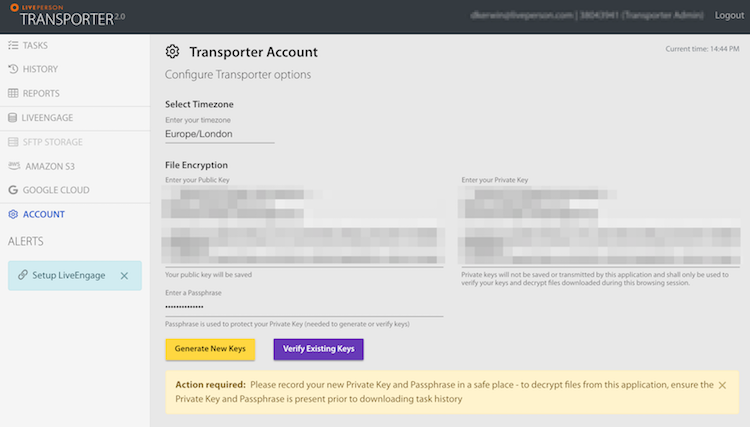 LIVEPERSON
TRANSPORTER 2.0
dkerwin@liveperson.com | 38043941 (Transporter Admin) Logout
TASKS
HISTORY
REPORTS
LIVEENGAGE
SFTP STORAGE
AMAZON S3
GOOGLE CLOUD
ACCOUNT
ALERTS
Setup LiveEngage
Transporter Account
Current time: 14:44 PM
Configure Transporter options
Select Timezone
Enter your timezone
Europe/London
File Encryption
Enter your Public Key
Enter your Private Key
Your public key will be saved
Private keys will not be saved or transmitted by this application and shall only be used to
verify your keys and decrypt files downloaded during this browsing session.
Enter a Passphrase
••••••••••••••
Passphrase is used to protect your Private Key (needed to generate or verify keys)
Generate New Keys
Verify Existing Keys
Action required: Please record your new Private Key and Passphrase in a safe place - to decrypt files from this application, ensure the
Private Key and Passphrase is present prior to downloading task history